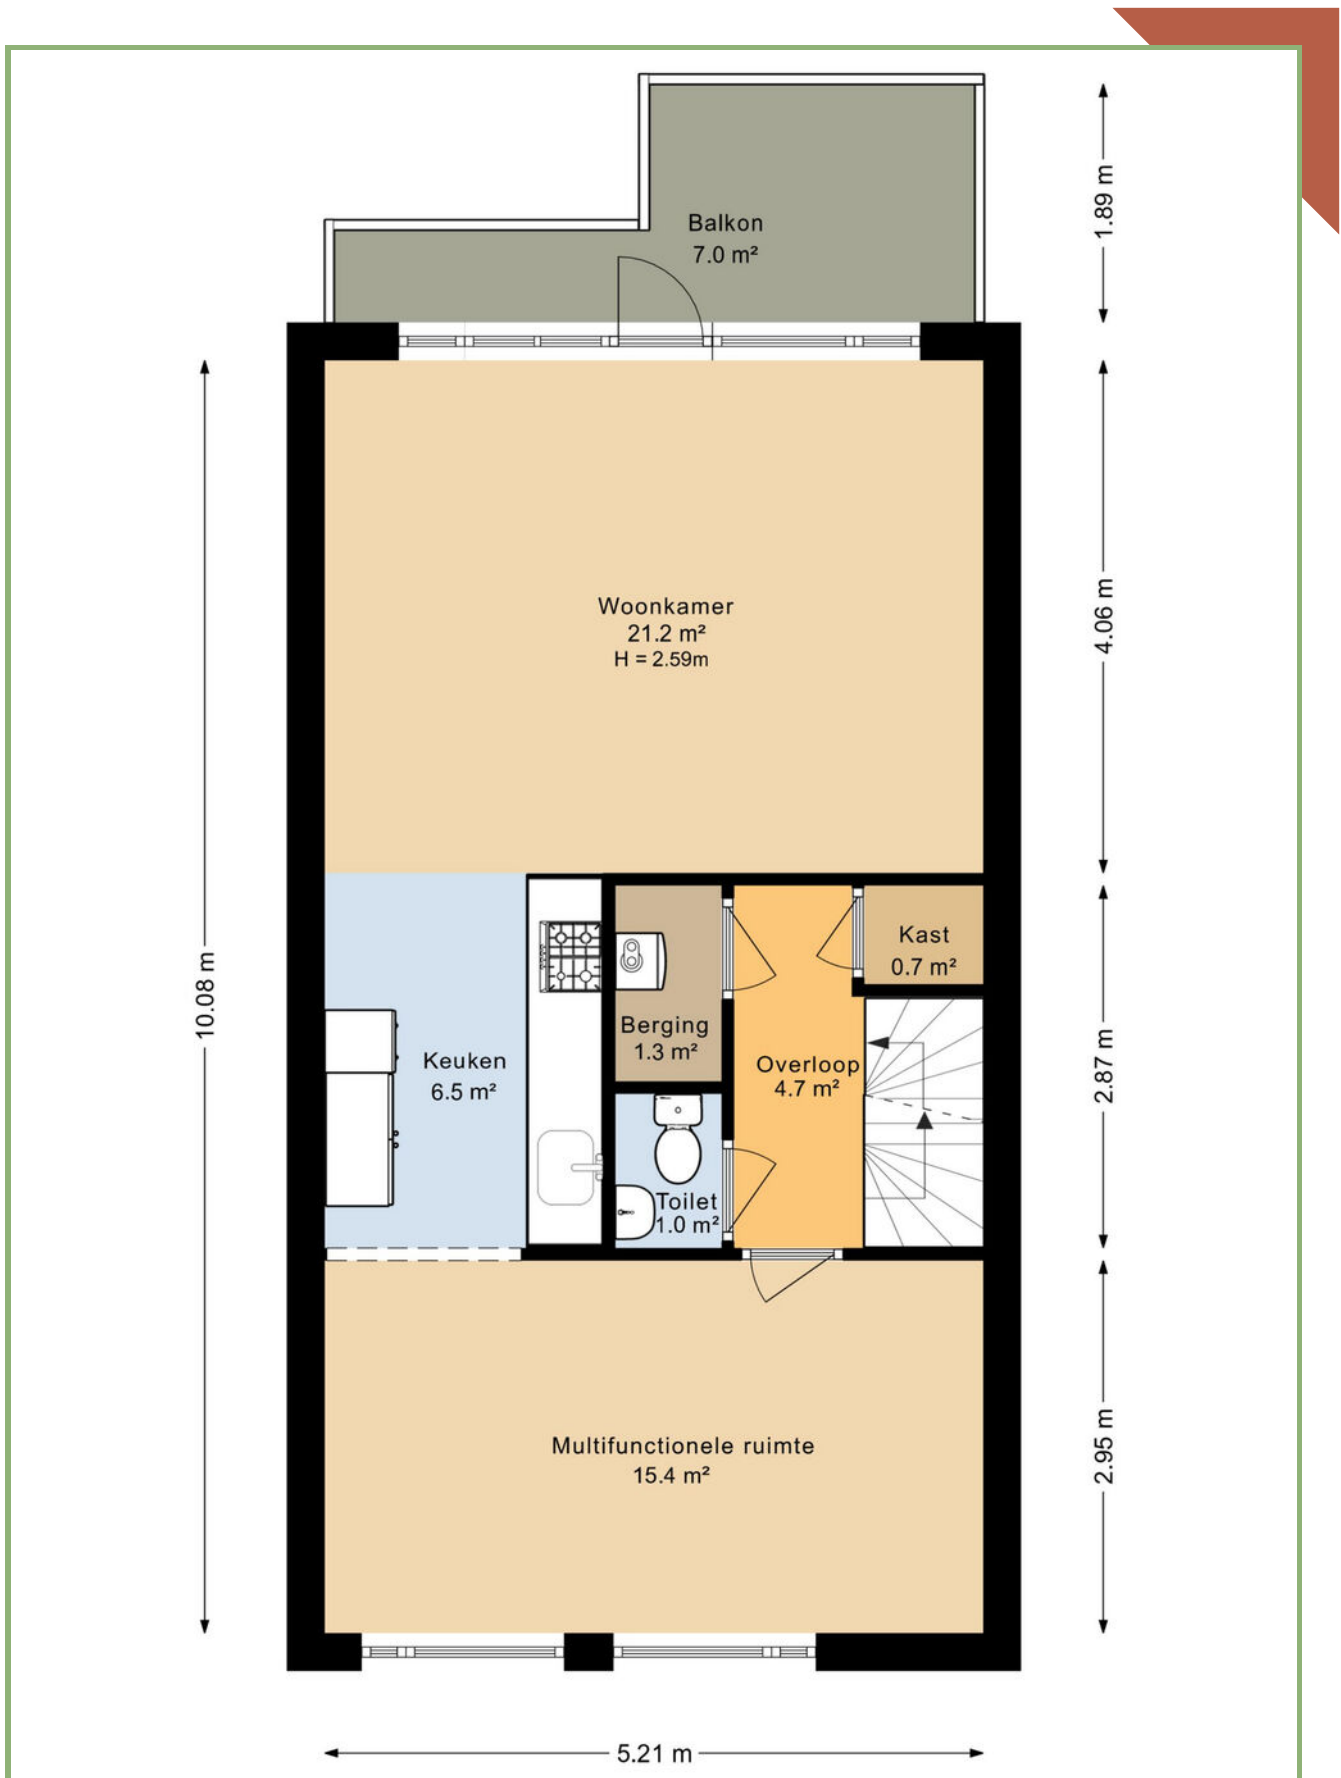 1.89 m
Balkon
7.0 m²
4.06 m
Woonkamer
21.2 m²
H = 2.59m
10.08 m
Kast
0.7 m²
Berging
1.3 m²
Keuken
6.5 m²
Overloop
4.7 m²
2.87 m
Toilet
1.0 m²
Multifunctionele ruimte
15.4 m²
2.95 m
5.21 m